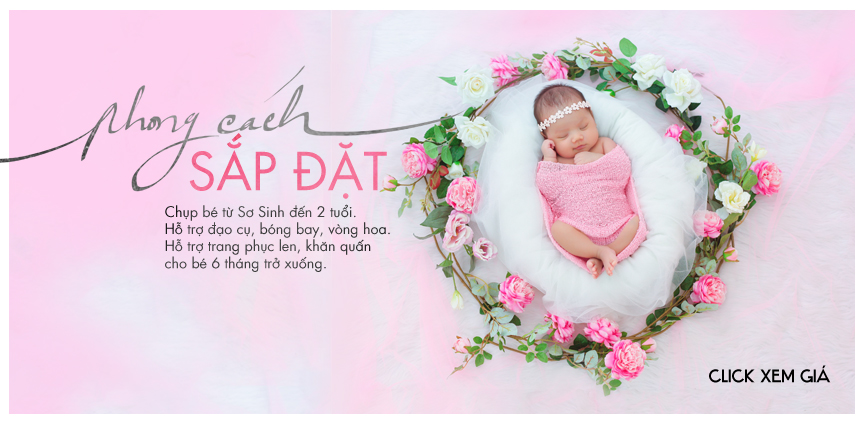 phong cách
SẮP ĐẶT
Chụp bé từ Sơ Sinh đến 2 tuổi.
Hỗ trợ đạo cụ, bóng bay, vòng hoa.
Hỗ trợ trang phục len, khăn quấn
cho bé 6 tháng trở xuống.
CLICK XEM GIÁ